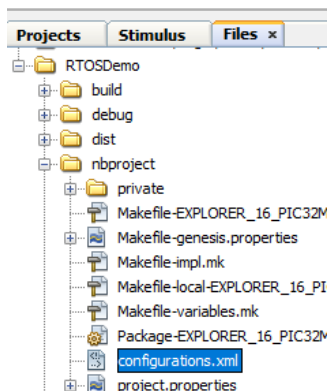 Projects Stimulus Files ×
RTOSDemo
build
debug
dist
nbproject
private
Makefile-EXPLORER_16_PIC32M
Makefile-genesis.properties
Makefile-impl.mk
Makefile-local-EXPLORER_16_PI
Makefile-variables.mk
Package-EXPLORER_16_PIC32M
configurations.xml
project.properties